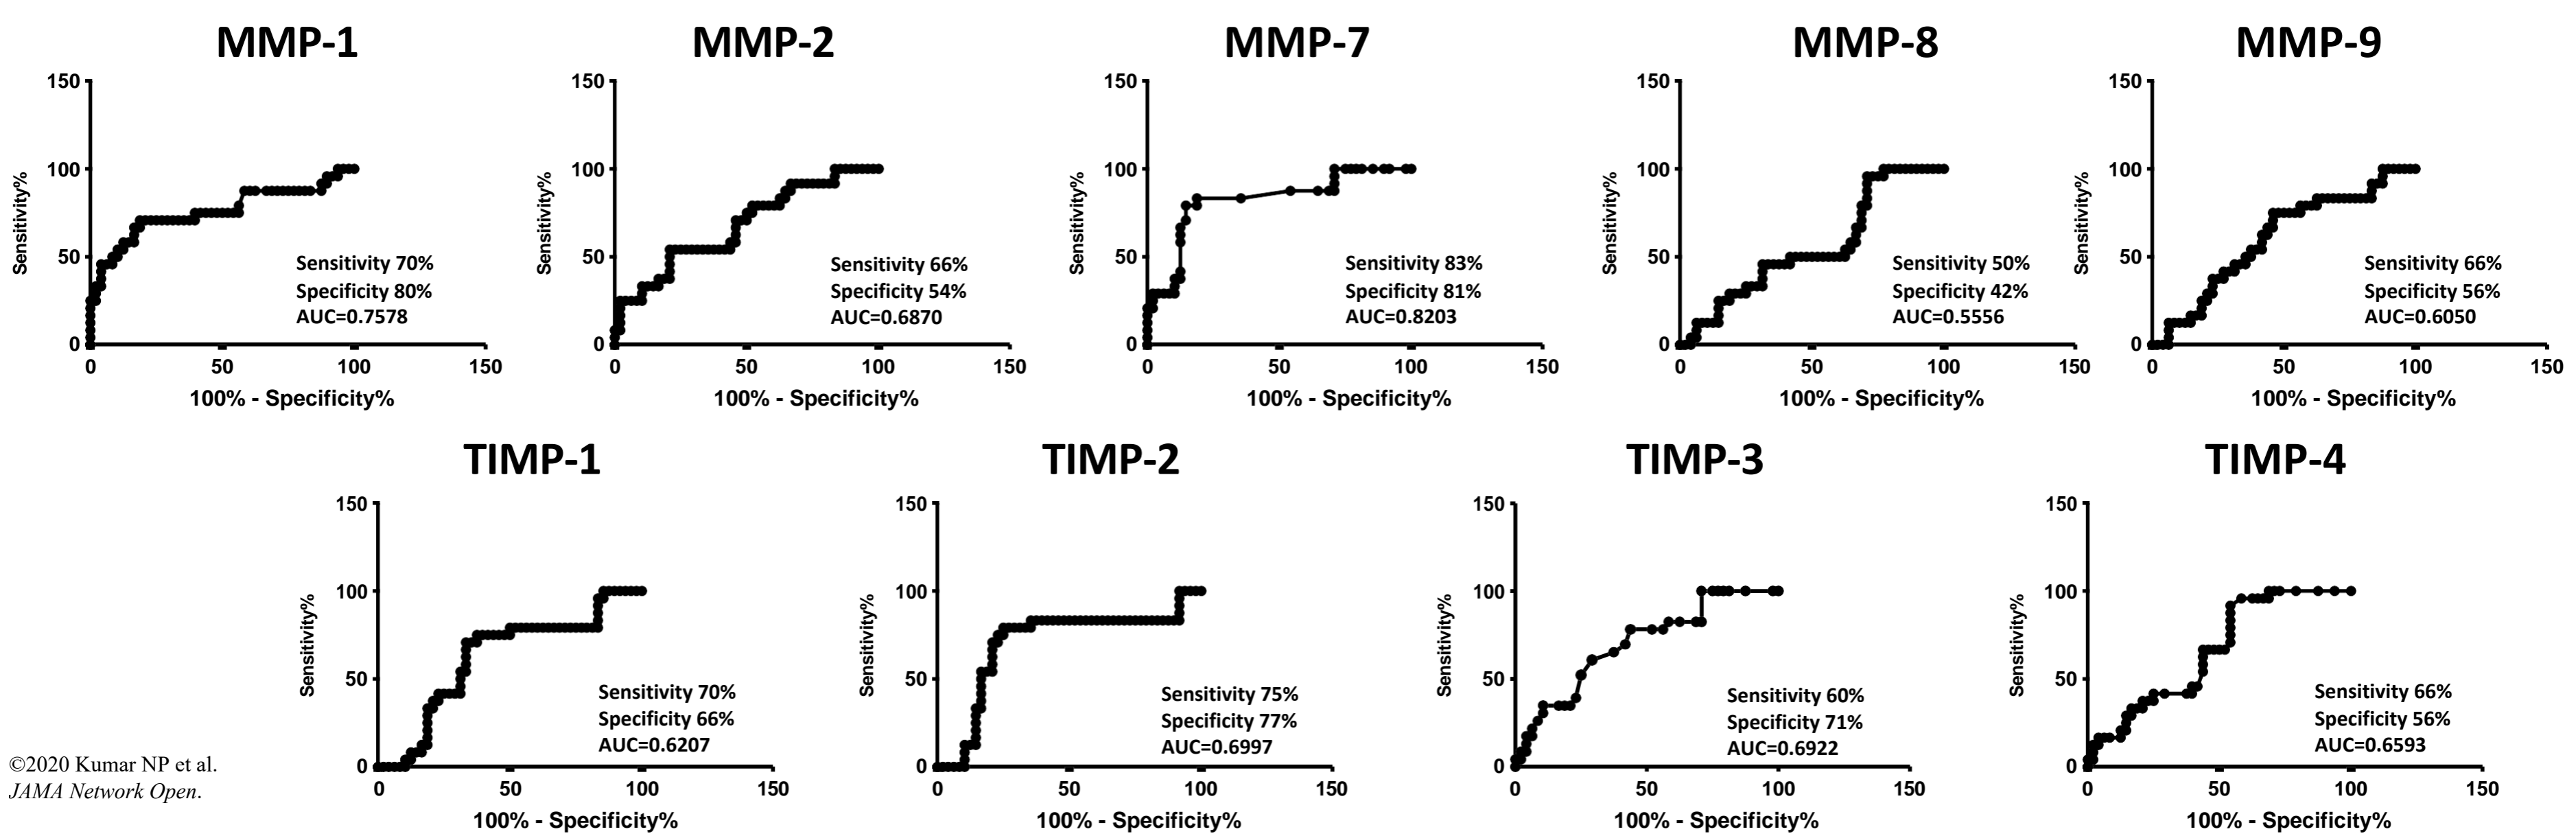 MMP-1
150
100
50
0
Sensitivity%
Sensitivity 70%
Specificity 80%
AUC=0.7578
0 50 100 150
100% - Specificity%
MMP-2
150
100
50
0
Sensitivity%
Sensitivity 66%
Specificity 54%
AUC=0.6870
0 50 100 150
100% - Specificity%
MMP-7
150
100
50
0
Sensitivity%
Sensitivity 83%
Specificity 81%
AUC=0.8203
0 50 100 150
100% - Specificity%
MMP-8
150
100
50
0
Sensitivity%
Sensitivity 50%
Specificity 42%
AUC=0.5556
0 50 100 150
100% - Specificity%
MMP-9
150
100
50
0
Sensitivity%
Sensitivity 66%
Specificity 56%
AUC=0.6050
0 50 100 150
100% - Specificity%
TIMP-1
150
100
50
0
Sensitivity%
Sensitivity 70%
Specificity 66%
AUC=0.6207
0 50 100 150
100% - Specificity%
TIMP-2
150
100
50
0
Sensitivity%
Sensitivity 75%
Specificity 77%
AUC=0.6997
0 50 100 150
100% - Specificity%
TIMP-3
150
100
50
0
Sensitivity%
Sensitivity 60%
Specificity 71%
AUC=0.6922
0 50 100 150
100% - Specificity%
TIMP-4
150
100
50
0
Sensitivity%
Sensitivity 66%
Specificity 56%
AUC=0.6593
0 50 100 150
100% - Specificity%
©2020 Kumar NP et al.
JAMA Network Open.